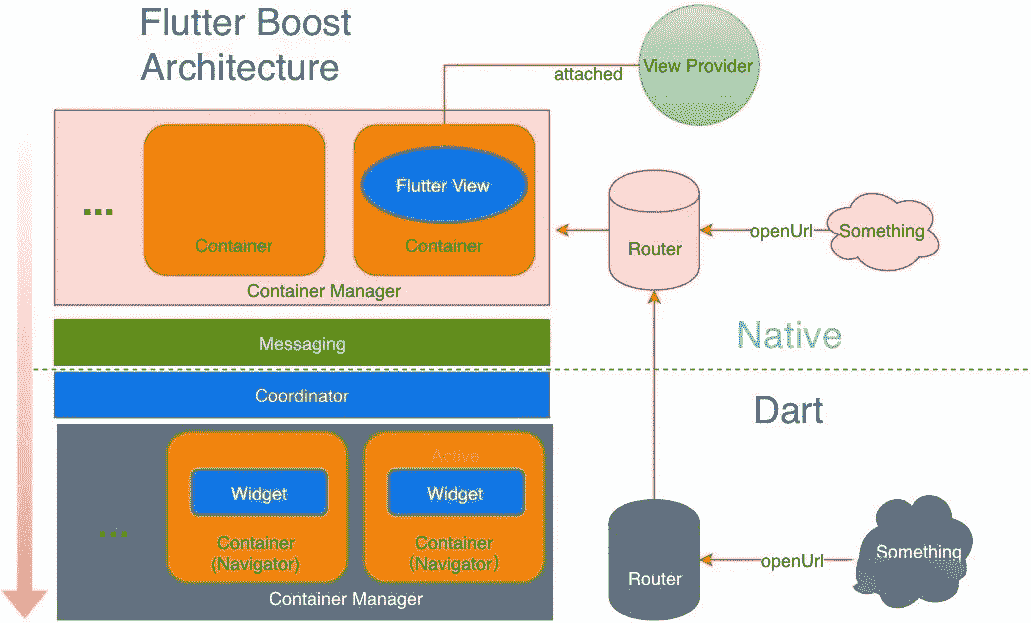 Flutter Boost
Architecture
attached
View Provider
Flutter View
...
Container
Container
Container Manager
Router
openUrl
Something
Messaging
Native
Coordinator
Dart
Active
Widget
Widget
...
Container
(Navigator)
Container
(Navigator)
Container Manager
Router
openUrl
Something